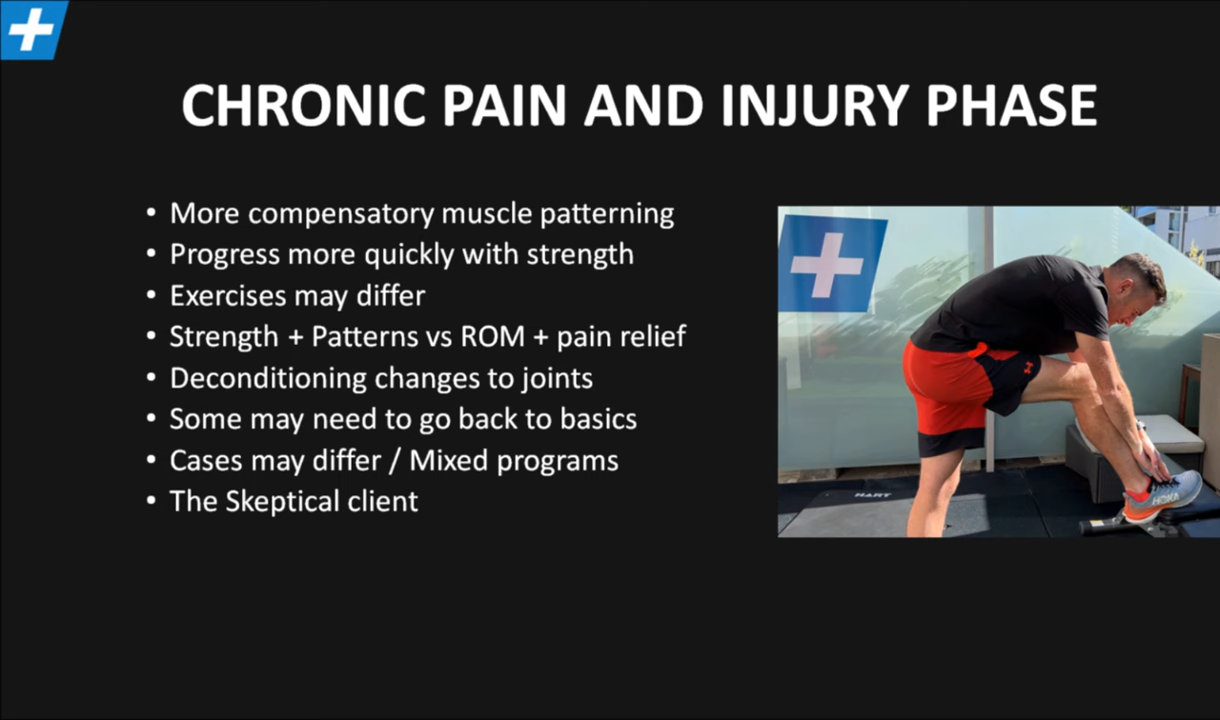 CHRONIC PAIN AND INJURY PHASE
• More compensatory muscle patterning
• Progress more quickly with strength
• Exercises may differ
• Strength + Patterns vs ROM + pain relief
• Deconditioning changes to joints
• Some may need to go back to basics
• Cases may differ / Mixed programs
• The Skeptical client
HART
HOKA